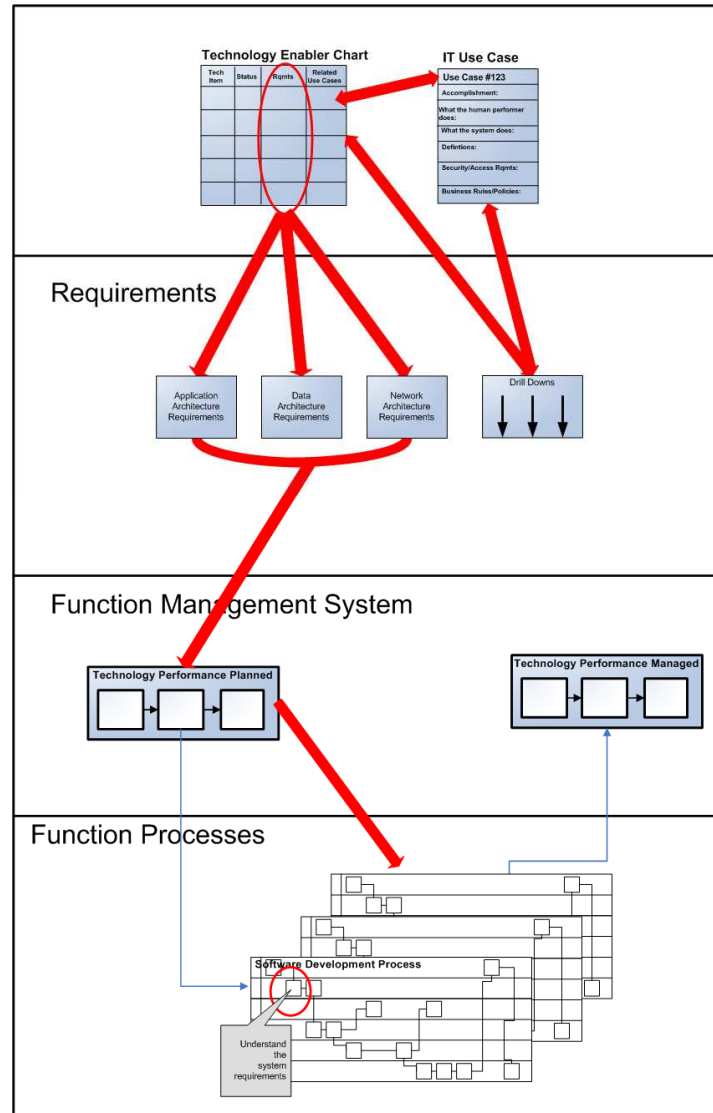 Technology Enabler Chart
Tech
Item
Status
Rqmts
Related
Use Cases
IT Use Case
Use Case #123
Accomplishment:
What the human performer
does:
What the system does:
Defintions:
Security/Access Rqmts:
Business Rules/Policies:
Requirements
Application
Architecture
Requirements
Data
Architecture
Requirements
Network
Architecture
Requirements
Drill Downs
Function Management System
Technology Performance Planned
Technology Performance Managed
Function Processes
Software Development Process
Understand
the
system
requirements